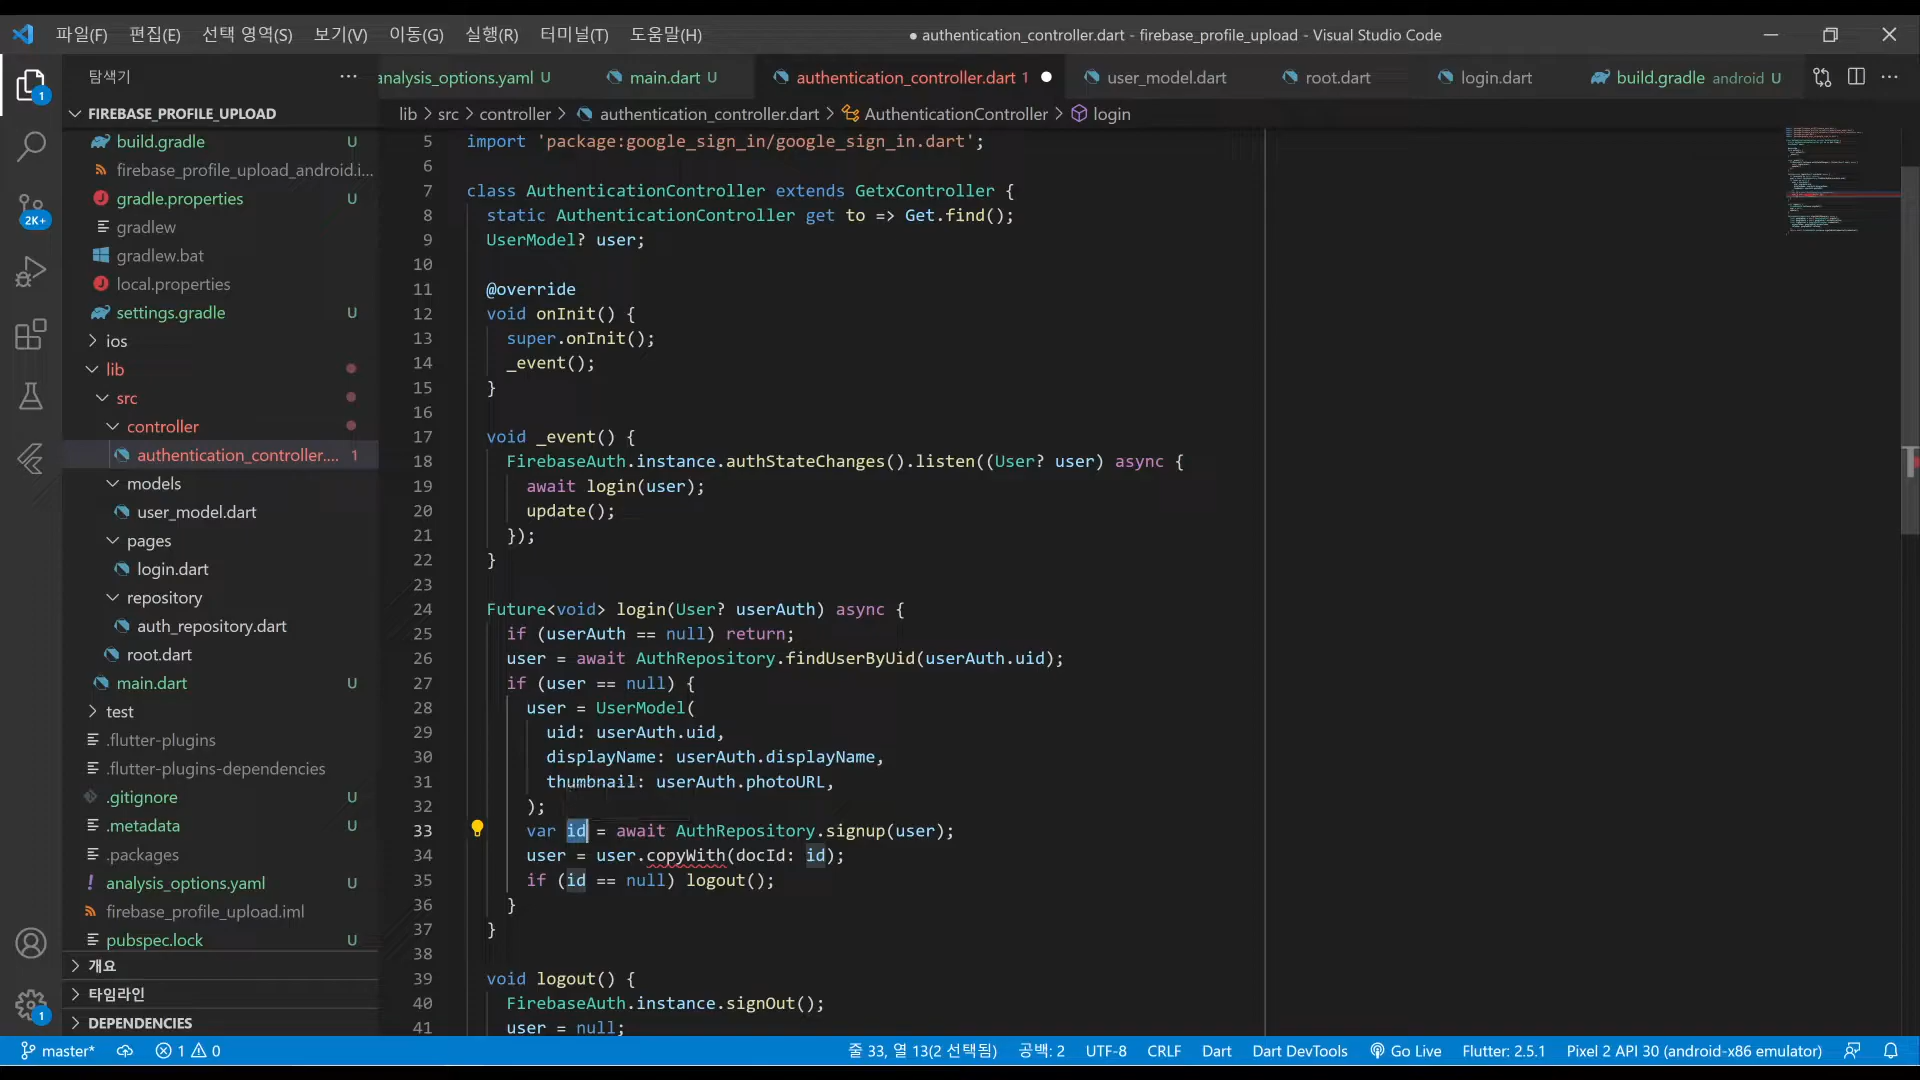 파일(F) 편집(E) 선택 영역(S) 보기(V) 이동(G) 실행(R) 터미널(T) 도움말(H)
● authentication_controller.dart - firebase_profile_upload - Visual Studio Code
탐색기
analysis_options.yaml U
main.dart U
authentication_controller.dart 1
user_model.dart
root.dart
login.dart
build.gradle android U
FIREBASE_PROFILE_UPLOAD
lib > src > controller > authentication_controller.dart > AuthenticationController > login
build.gradle U
firebase_profile_upload_android.i...
gradle.properties U
gradlew
gradlew.bat
local.properties
settings.gradle U
ios
lib
src
controller
authentication_controller.... 1
models
user_model.dart
pages
login.dart
repository
auth_repository.dart
root.dart
main.dart U
test
.flutter-plugins
.flutter-plugins-dependencies
.gitignore U
.metadata U
.packages
analysis_options.yaml U
firebase_profile_upload.iml
pubspec.lock U
개요
타임라인
DEPENDENCIES
1
2K+
1
5 import 'package:google_sign_in/google_sign_in.dart';
6
7 class AuthenticationController extends GetxController {
8 static AuthenticationController get to => Get.find();
9 UserModel? user;
10
11 @override
12 void onInit() {
13 super.onInit();
14 _event();
15 }
16
17 void _event() {
18 FirebaseAuth.instance.authStateChanges().listen((User? user) async {
19 await login(user);
20 update();
21 });
22 }
23
24 Future<void> login(User? userAuth) async {
25 if (userAuth == null) return;
26 user = await AuthRepository.findUserByUid(userAuth.uid);
27 if (user == null) {
28 user = UserModel(
29 uid: userAuth.uid,
30 displayName: userAuth.displayName,
31 thumbnail: userAuth.photoURL,
32 );
33 var id = await AuthRepository.signup(user);
34 user = user.copyWith(docId: id);
35 if (id == null) logout();
36 }
37 }
38
39 void logout() {
40 FirebaseAuth.instance.signOut();
41 user = null;
master* 1 0 줄 33, 열 13(2 선택됨) 공백: 2 UTF-8 CRLF Dart Dart DevTools Go Live Flutter: 2.5.1 Pixel 2 API 30 (android-x86 emulator)